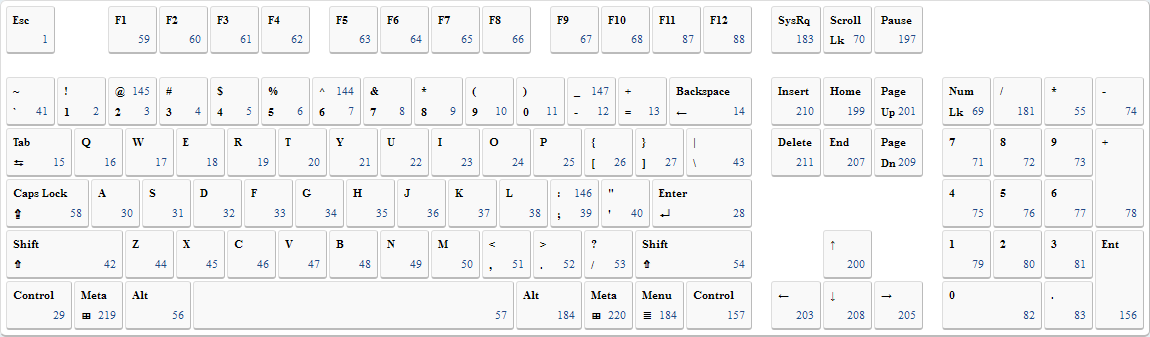 Esc F1 F2 F3 F4 F5 F6 F7 F8 F9 F10 F11 F12 SysRq Scroll Pause
1 59 60 61 62 63 64 65 66 67 68 87 88 183 Lk 70 197
~ ! @ 145 # $ % ^ 144 & * ( ) _ 147 + Backspace Insert Home Page Num / * -
` 41 1 2 2 3 3 4 4 5 5 6 6 7 7 8 8 9 9 10 0 11 - 12 = 13 ← 14 210 199 Up 201 Lk 69 181 55 74
Tab Q W E R T Y U I O P { } | Delete End Page 7 8 9 +
⇆ 15 16 17 18 19 20 21 22 23 24 25 [ 26 ] 27 \ 43 211 207 Dn 209 71 72 73
Caps Lock A S D F G H J K L : 146 " Enter 4 5 6
⇪ 58 30 31 32 33 34 35 36 37 38 ; 39 ' 40 ↵ 28 75 76 77 78
Shift Z X C V B N M < > ? Shift ↑ 1 2 3 Ent
⇧ 42 44 45 46 47 48 49 50 , 51 . 52 / 53 ⇧ 54 200 79 80 81
Control Meta Alt Alt Meta Menu Control ← ↓ → 0 .
29 ⊞ 219 56 57 184 ⊞ 220 ≣ 184 157 203 208 205 82 83 156